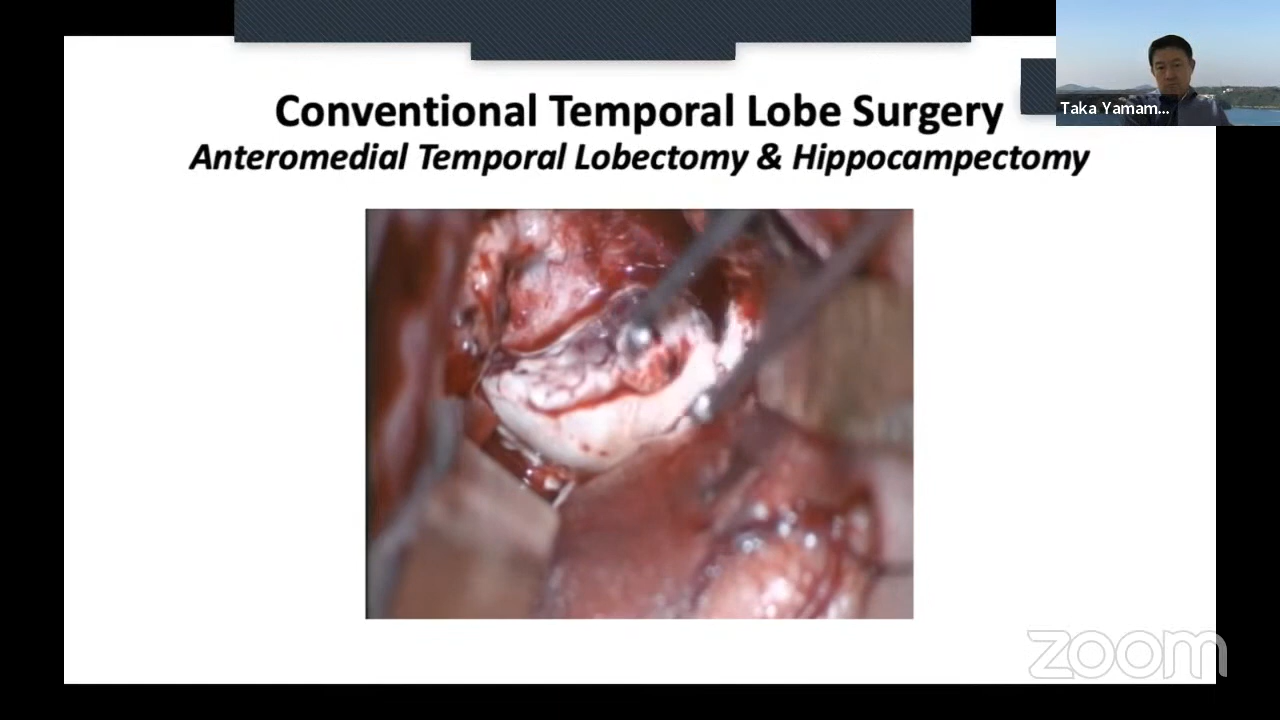 Conventional Temporal Lobe Surgery
Anteromedial Temporal Lobectomy & Hippocampectomy
Taka Yamam...
zoom